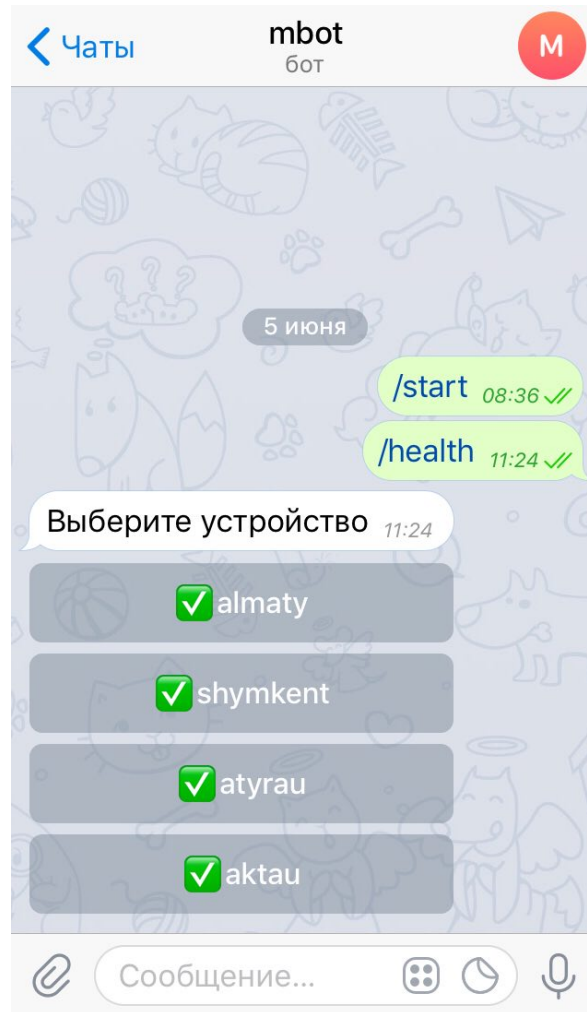 Чаты
mbot
бот
M
5 июня
/start 08:36
/health 11:24
Выберите устройство 11:24
✅almaty
✅shymkent
✅atyrau
✅aktau
Сообщение...